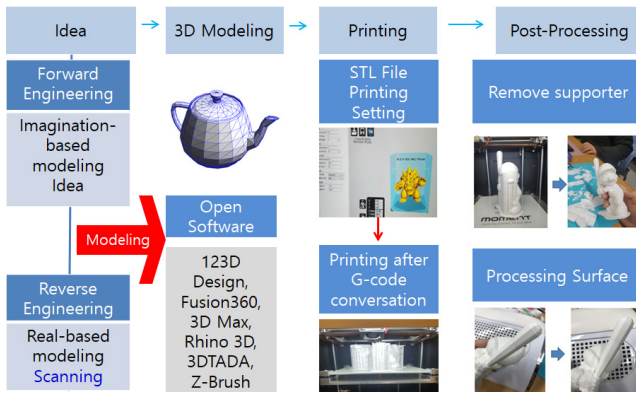 Idea
3D Modeling
Printing
Post-Processing
Forward
Engineering
Imagination-
based
modeling
Idea
Modeling
Reverse
Engineering
Real-based
modeling
Scanning
Open
Software
123D
Design,
Fusion360,
3D Max,
Rhino 3D,
3DTADA,
Z-Brush
STL File
Printing
Setting
Printing after
G-code
conversation
Remove supporter
MOMENT
Processing Surface